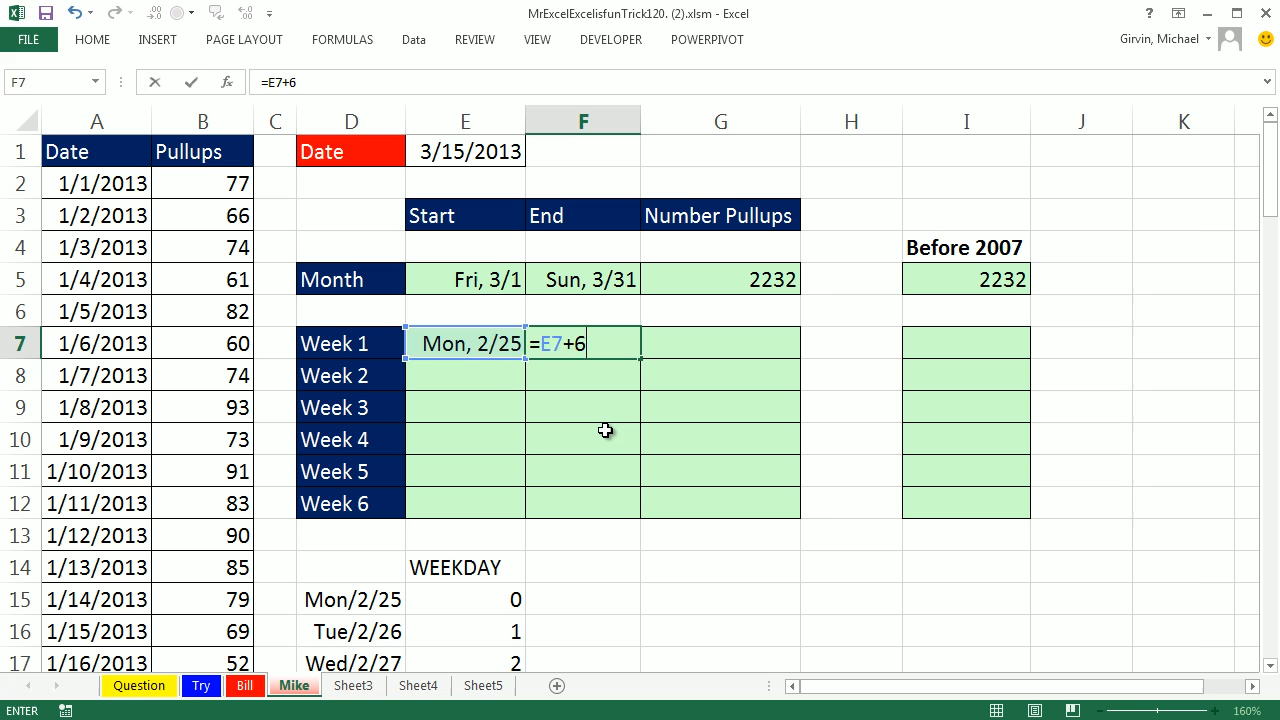 MrExcelExcelisfunTrick120. (2).xlsm - Excel
FILE HOME INSERT PAGE LAYOUT FORMULAS Data REVIEW VIEW DEVELOPER POWERPIVOT Girvin, Michael
F7 fx =E7+6
A B C D E F G H I J K
1 Date Pullups Date 3/15/2013
2 1/1/2013 77
3 1/2/2013 66 Start End Number Pullups
4 1/3/2013 74 Before 2007
5 1/4/2013 61 Month Fri, 3/1 Sun, 3/31 2232 2232
6 1/5/2013 82
7 1/6/2013 60 Week 1 Mon, 2/25 =E7+6
8 1/7/2013 74 Week 2
9 1/8/2013 93 Week 3
10 1/9/2013 73 Week 4
11 1/10/2013 91 Week 5
12 1/11/2013 83 Week 6
13 1/12/2013 90
14 1/13/2013 85 WEEKDAY
15 1/14/2013 79 Mon/2/25 0
16 1/15/2013 69 Tue/2/26 1
17 1/16/2013 52 Wed/2/27 2
Question Try Bill Mike Sheet3 Sheet4 Sheet5
ENTER 160%